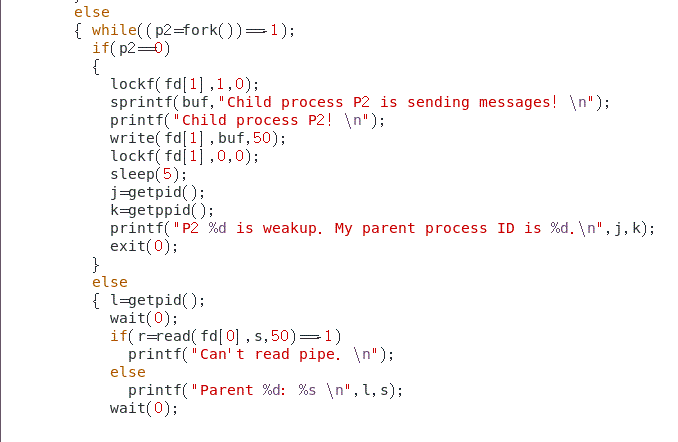 else
{ while((p2=fork())==-1);
if(p2==0)
{
lockf(fd[1],1,0);
sprintf(buf,"Child process P2 is sending messages! \n");
printf("Child process P2! \n");
write(fd[1],buf,50);
lockf(fd[1],0,0);
sleep(5);
j=getpid();
k=getppid();
printf("P2 %d is weakup. My parent process ID is %d.\n",j,k);
exit(0);
}
else
{ l=getpid();
wait(0);
if(r=read(fd[0],s,50)==-1)
printf("Can't read pipe. \n");
else
printf("Parent %d: %s \n",l,s);
wait(0);